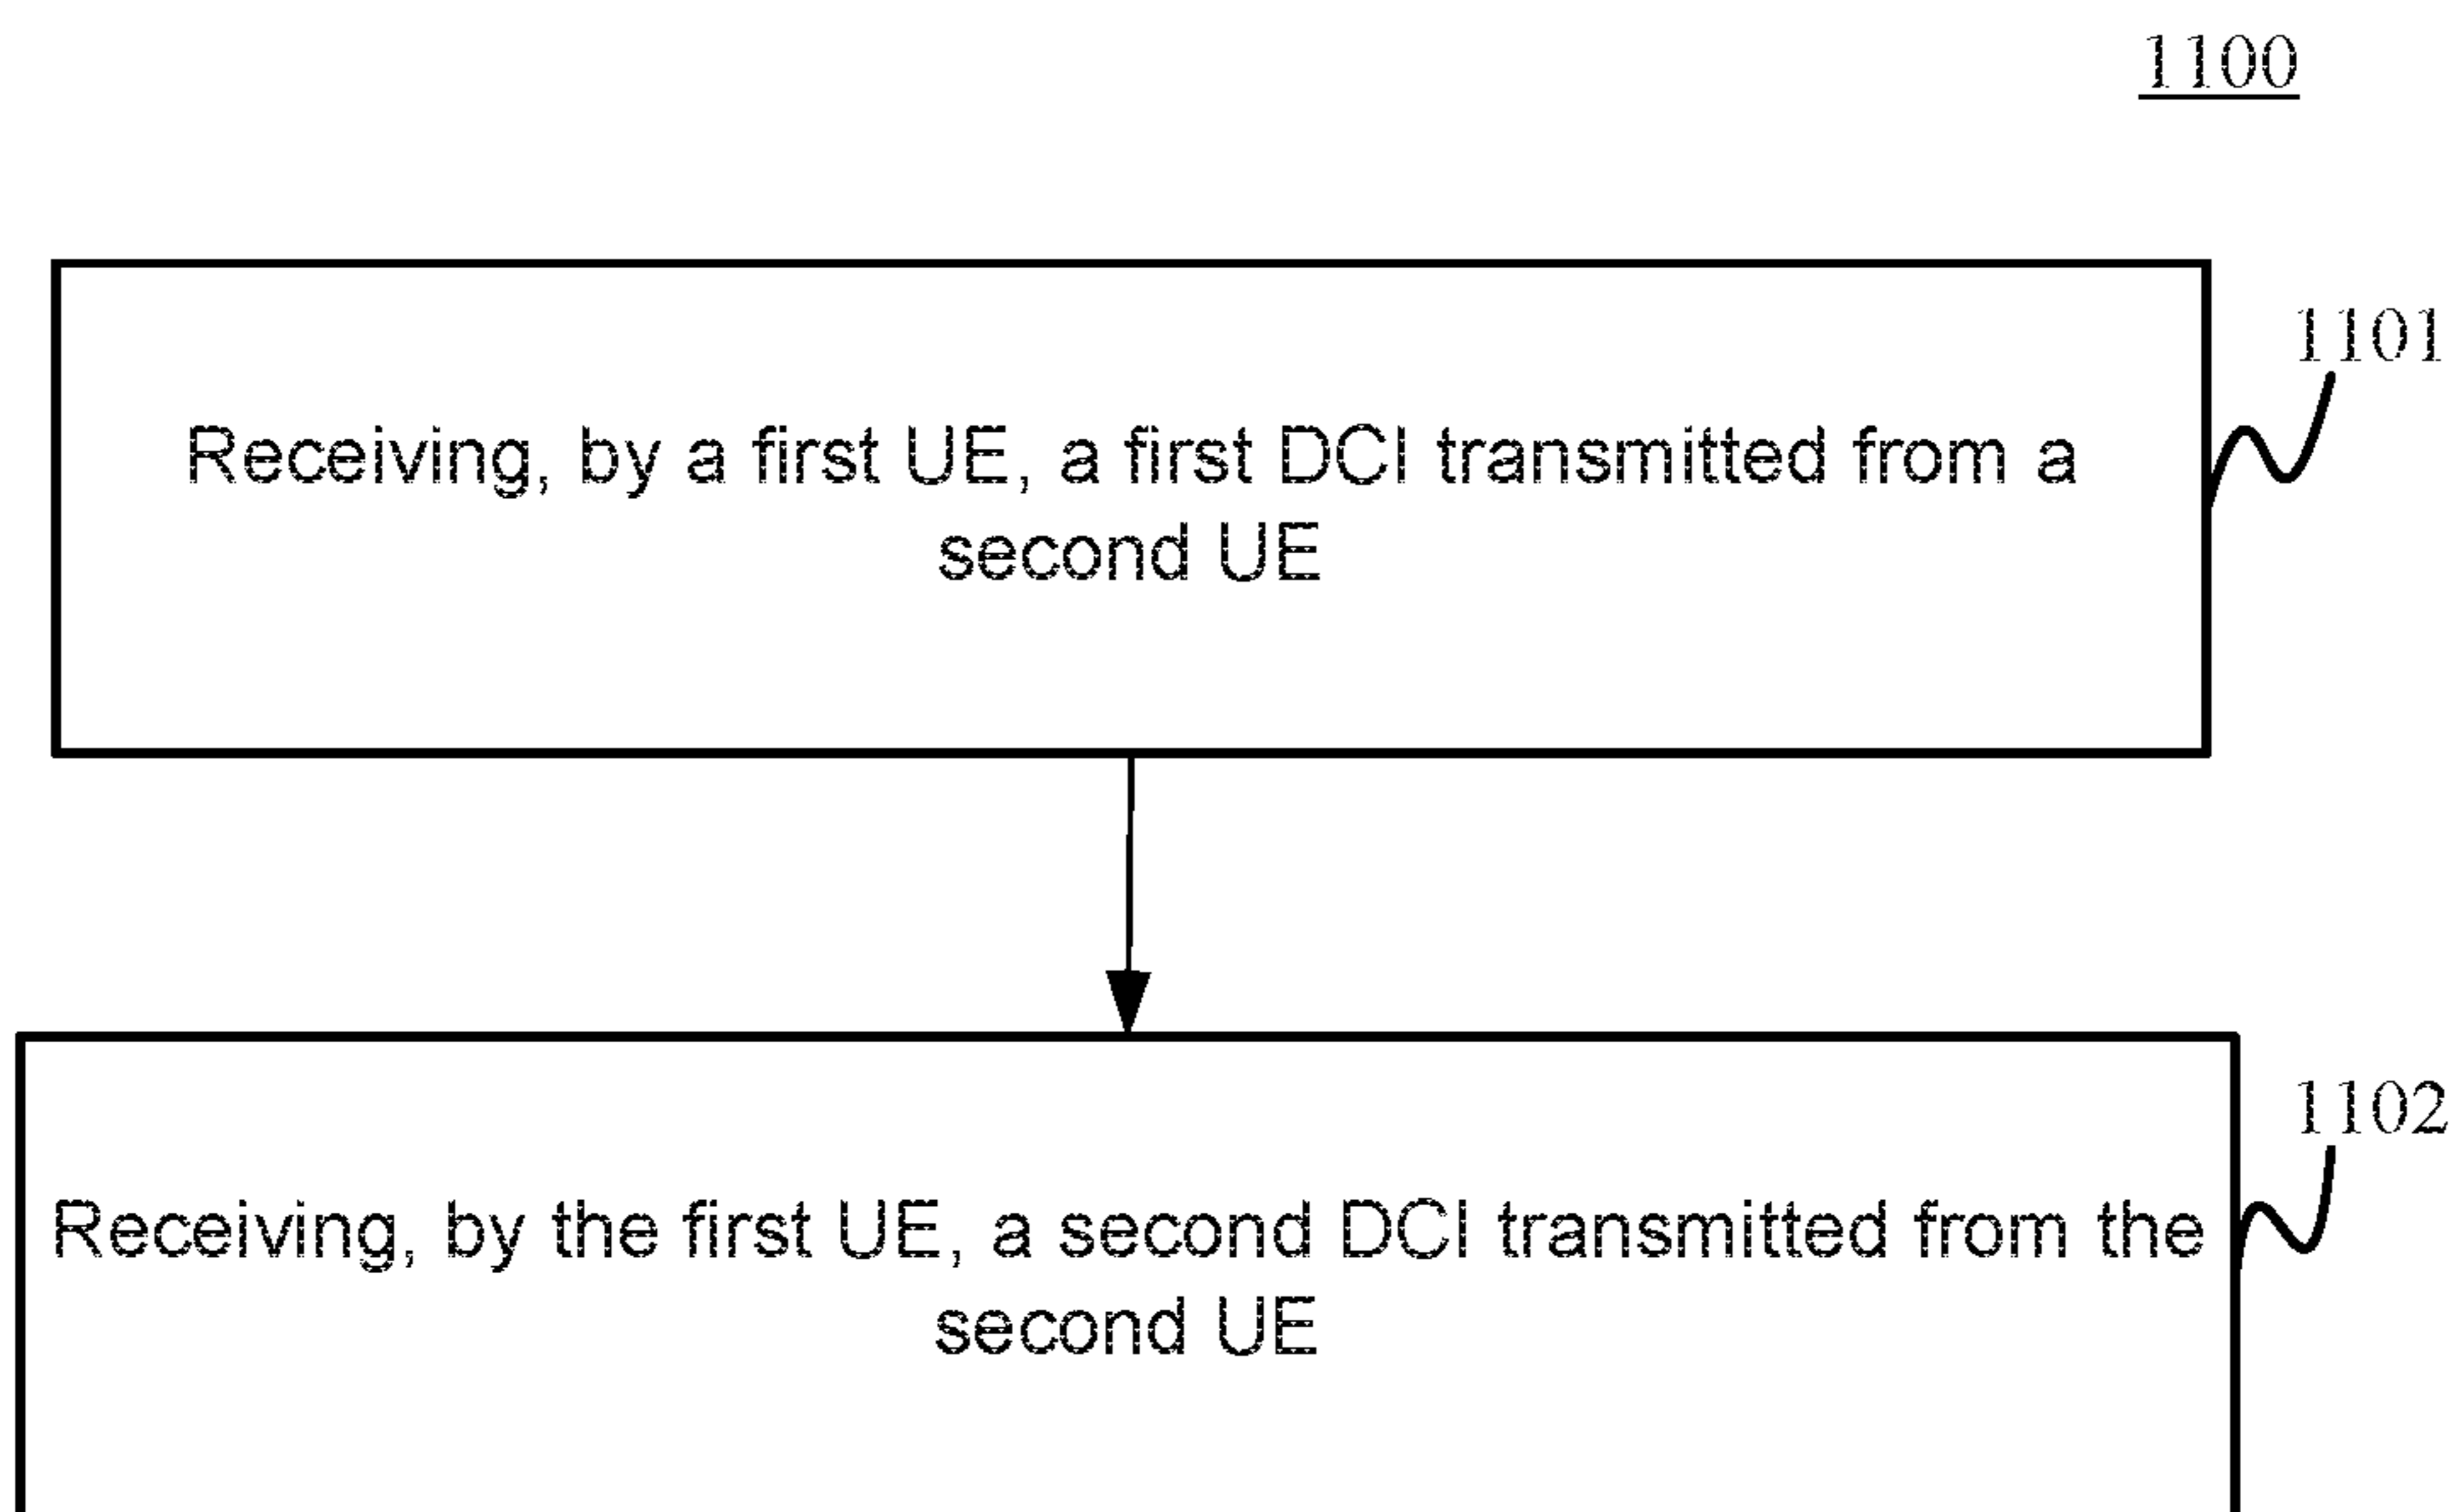 1100
1101
Receiving, by a first UE, a first DCI transmitted from a
second UE
1102
Receiving, by the first UE, a second DCI transmitted from the
second UE